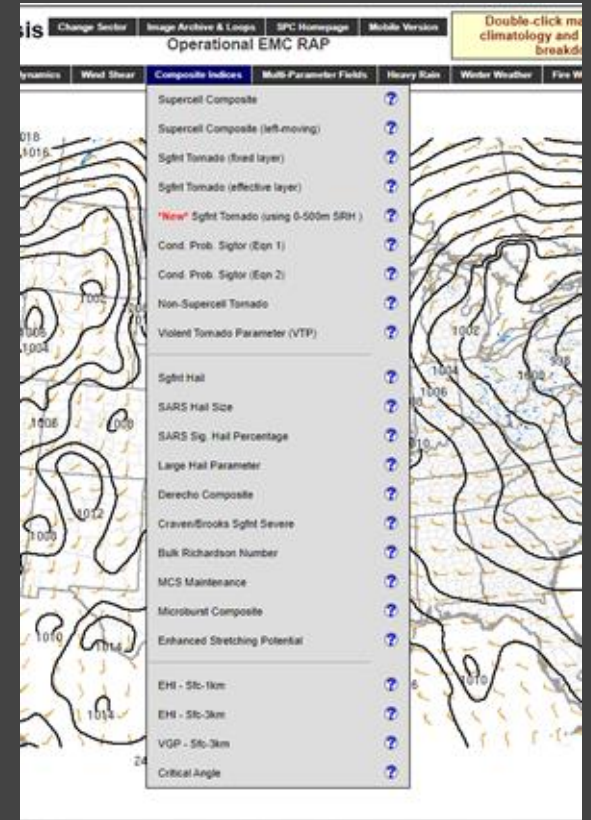 sis Change Sector Image Archive & Loops SPC Homepage Mobile Version
Operational EMC RAP
Double-click ma
climatology and
breakdo
ynamics Wind Shear Composite Indices Multi-Parameter Fields Heavy Rain Winter Weather Fire W
Supercell Composite ?
Supercell Composite (left-moving) ?
Sgfnt Tornado (fixed layer) ?
Sgfnt Tornado (effective layer) ?
*New* Sgfnt Tornado (using 0-500m SRH ) ?
Cond. Prob. Sigtor (Eqn 1) ?
Cond. Prob. Sigtor (Eqn 2) ?
Non-Supercell Tornado ?
Violent Tornado Parameter (VTP) ?
Sgfnt Hail ?
SARS Hail Size ?
SARS Sig. Hail Percentage ?
Large Hail Parameter ?
Derecho Composite ?
Craven/Brooks Sgfnt Severe ?
Bulk Richardson Number ?
MCS Maintenance ?
Microburst Composite ?
Enhanced Stretching Potential ?
EHI - Sfc-1km ?
EHI - Sfc-3km ?
VGP - Sfc-3km ?
Critical Angle ?
1018
1016
1002
1004
1008
1012
1008
1010
1014
1014
24
1002
1004
1006
1010